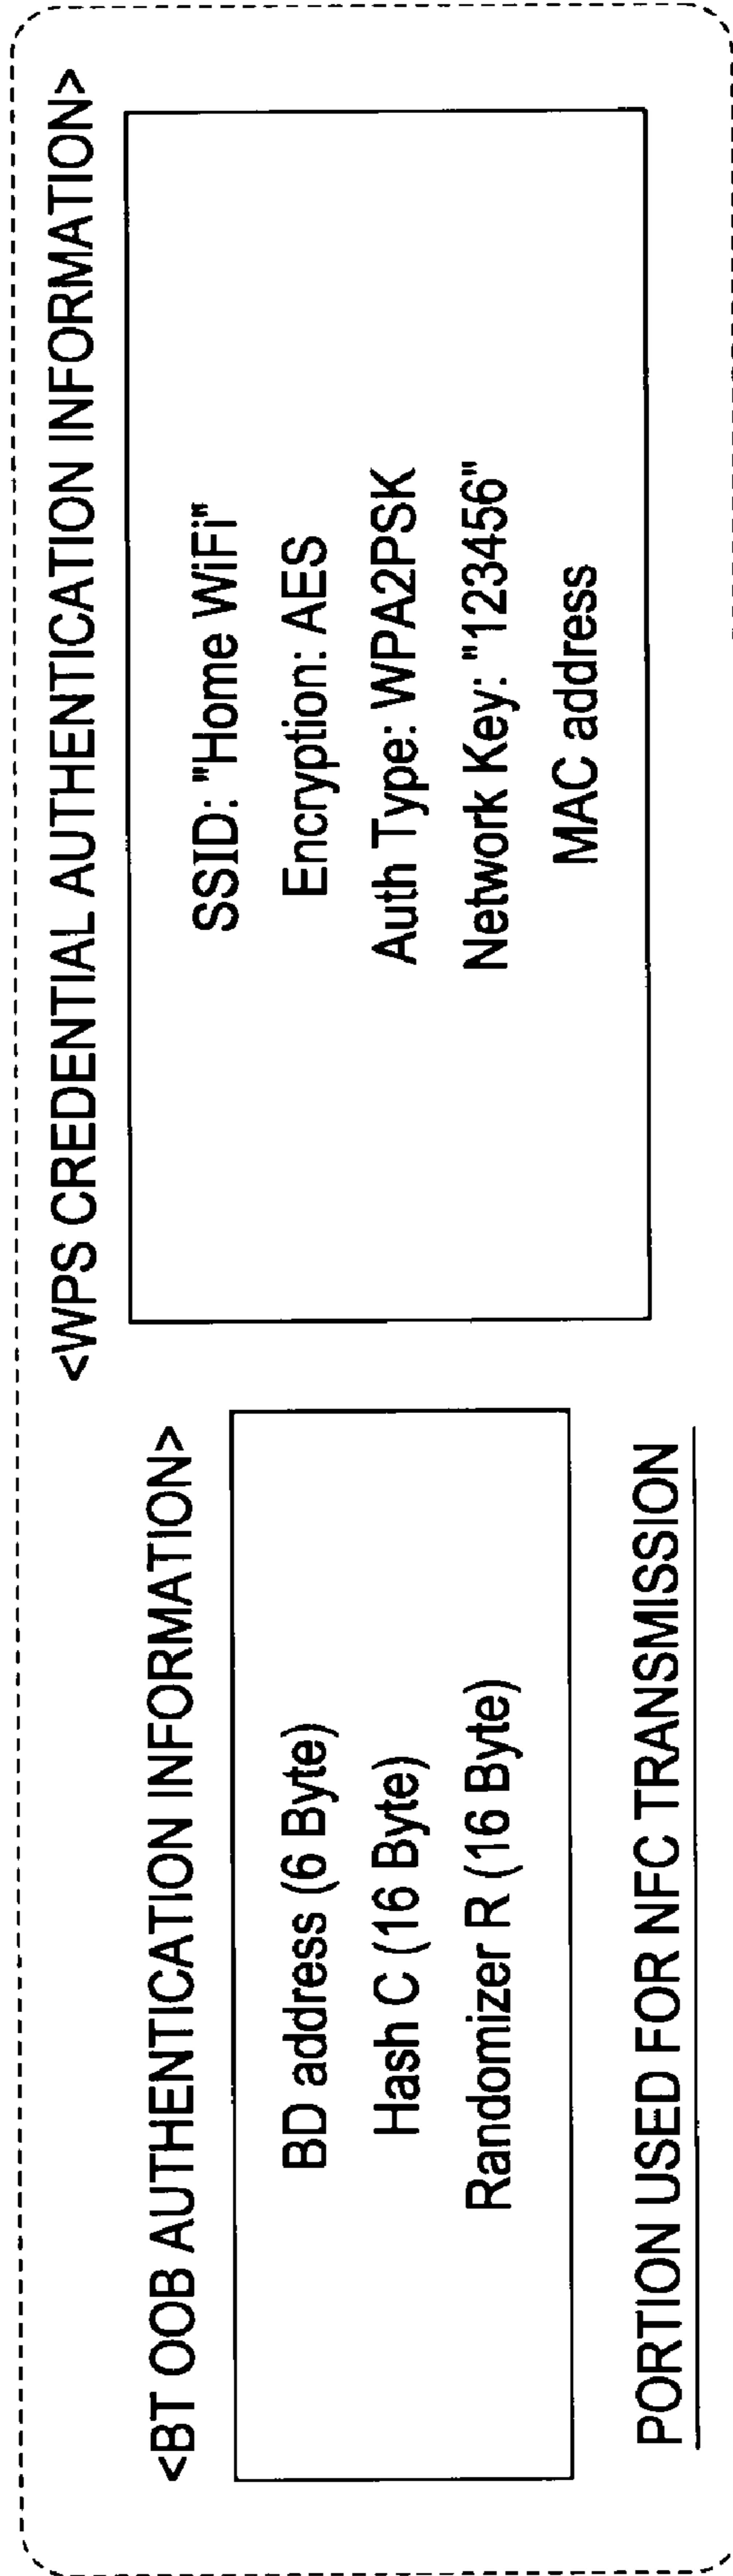 <BT OOB AUTHENTICATION INFORMATION>
BD address (6 Byte)
Hash C (16 Byte)
Randomizer R (16 Byte)
PORTION USED FOR NFC TRANSMISSION
<WPS CREDENTIAL AUTHENTICATION INFORMATION>
SSID: "Home WiFi"
Encryption: AES
Auth Type: WPA2PSK
Network Key: "123456"
MAC address